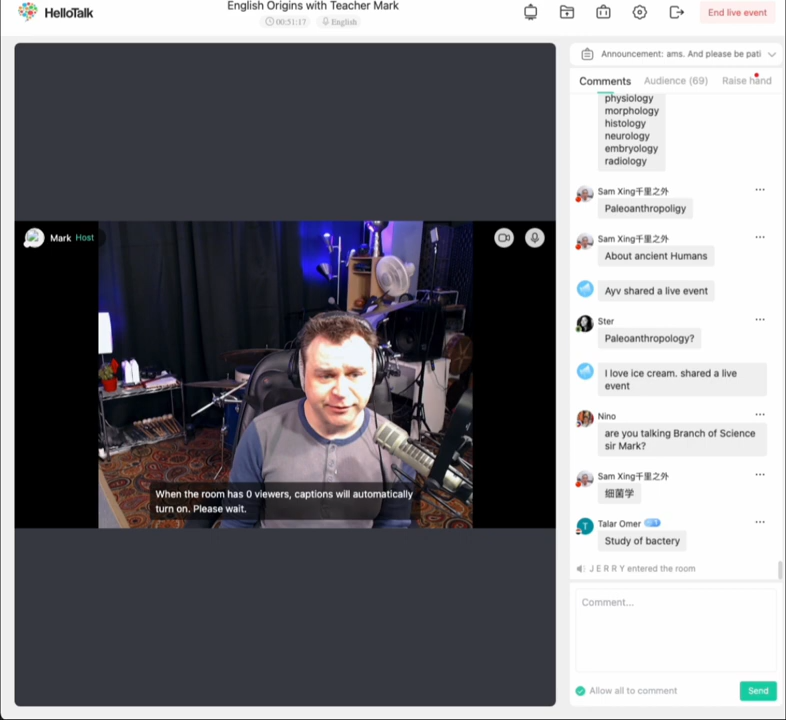 HelloTalk
English Origins with Teacher Mark
00:51:17
English
End live event
Announcement: ams. And please be pati
Comments
Audience (69)
Raise hand
physiology
morphology
histology
neurology
embryology
radiology
Sam Xing千里之外
Paleoanthropoligy
Sam Xing千里之外
About ancient Humans
Ayv shared a live event
Ster
Paleoanthropology?
I love ice cream. shared a live
event
Nino
are you talking Branch of Science
sir Mark?
Sam Xing千里之外
细菌学
T
Talar Omer
Study of bactery
J E R R Y entered the room
Comment...
Allow all to comment
Send
Mark Host
When the room has 0 viewers, captions will automatically
turn on. Please wait.